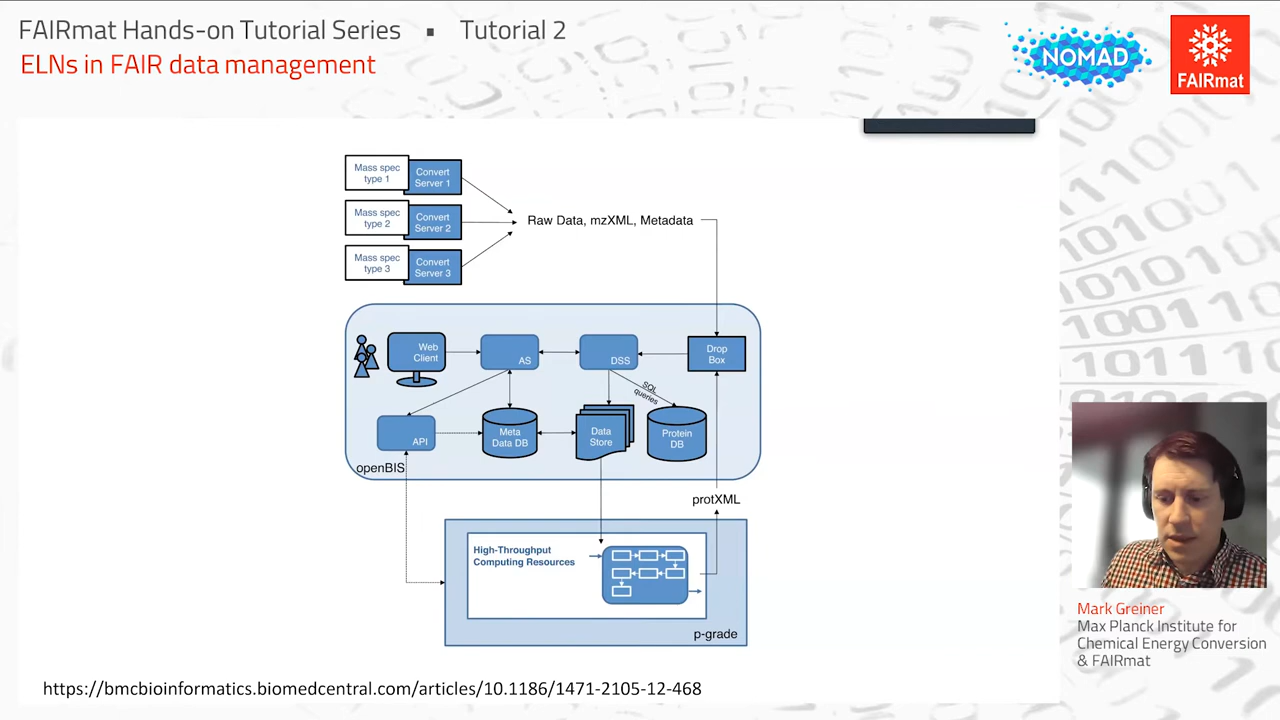 FAIRmat Hands-on Tutorial Series ▪ Tutorial 2
ELNs in FAIR data management
NOMAD
FAIRmat
Mass spec
type 1
Convert
Server 1
Mass spec
type 2
Convert
Server 2
Mass spec
type 3
Convert
Server 3
Raw Data, mzXML, Metadata
Web
Client
AS
DSS
Drop
Box
SQL
queries
API
Meta
Data DB
Data
Store
Protein
DB
openBIS
protXML
High-Throughput
Computing Resources
p-grade
https://bmcbioinformatics.biomedcentral.com/articles/10.1186/1471-2105-12-468
Mark Greiner
Max Planck Institute for
Chemical Energy Conversion
& FAIRmat